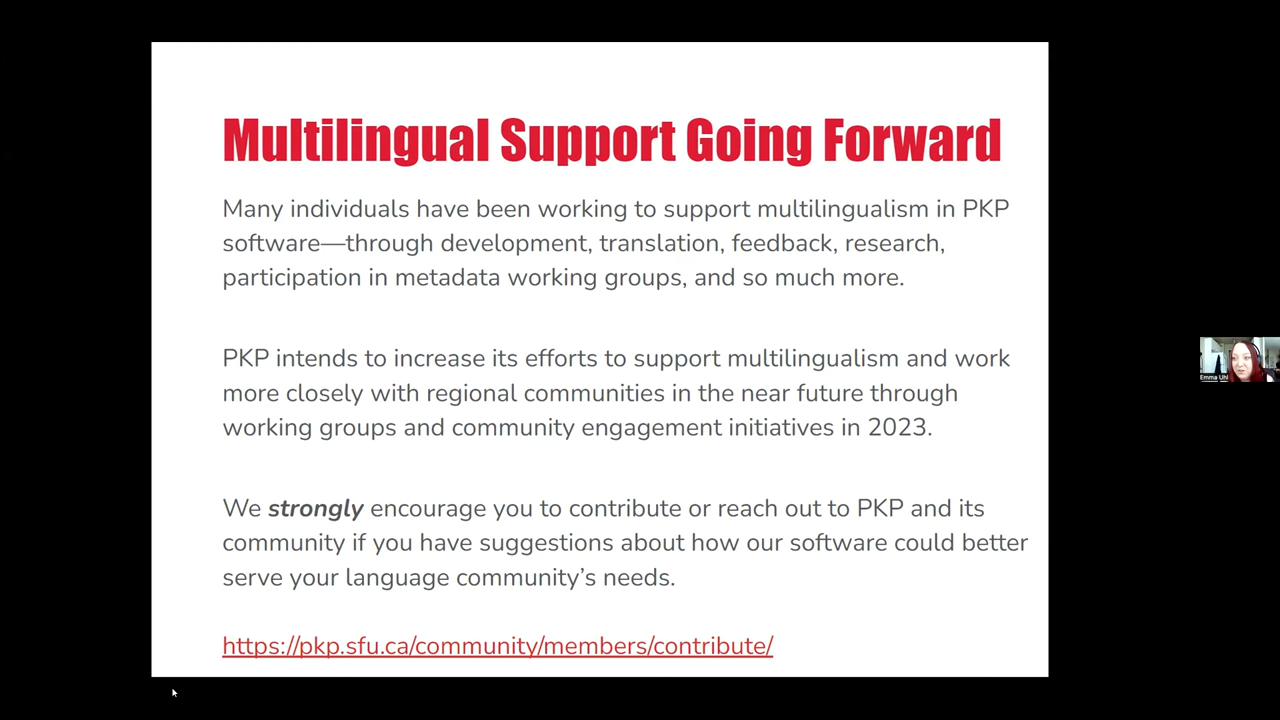 Multilingual Support Going Forward
Many individuals have been working to support multilingualism in PKP
software—through development, translation, feedback, research,
participation in metadata working groups, and so much more.
PKP intends to increase its efforts to support multilingualism and work
more closely with regional communities in the near future through
working groups and community engagement initiatives in 2023.
We strongly encourage you to contribute or reach out to PKP and its
community if you have suggestions about how our software could better
serve your language community’s needs.
https://pkp.sfu.ca/community/members/contribute/
Emma Uhl